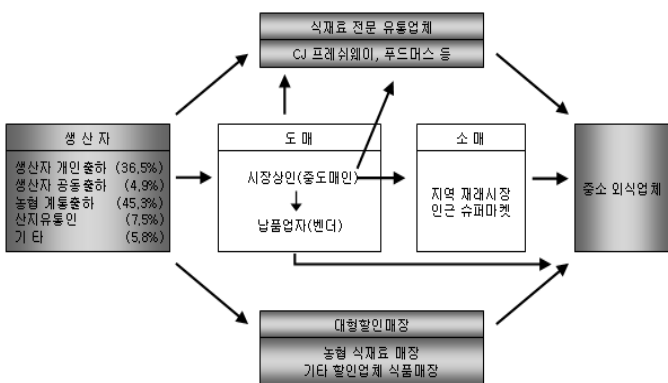 식재료 전문 유통업체
CJ 프레쉬웨이, 푸드머스 등
생 산 자
생산자 개인출하 (36,5%)
생산자 공동출하 (4,9%)
농협 계통출하 (45,3%)
산지유통인 (7,5%)
기 타 (5,8%)
도 매
시장상인(중도매인)
납품업자(벤더)
소 매
지역 재래시장
인근 슈퍼마켓
중소 외식업체
대형할인매장
농협 식재료 매장
기타 할인업체 식품매장